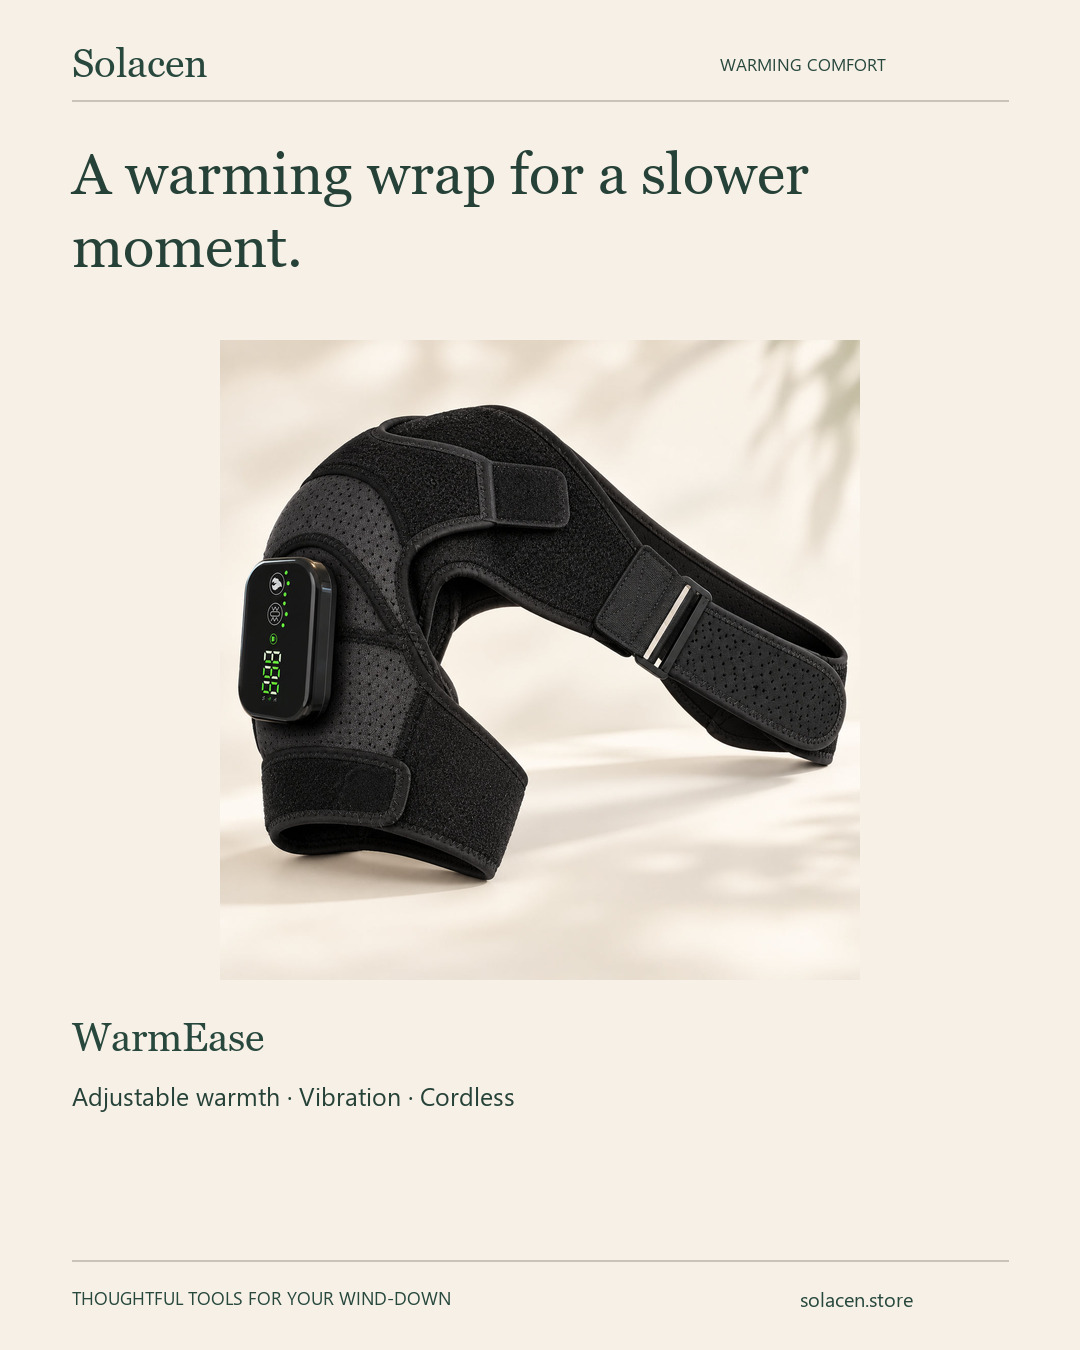 Solacen
WARMING COMFORT
A warming wrap for a slower
moment.
WarmEase
Adjustable warmth · Vibration · Cordless
THOUGHTFUL TOOLS FOR YOUR WIND-DOWN
solacen.store